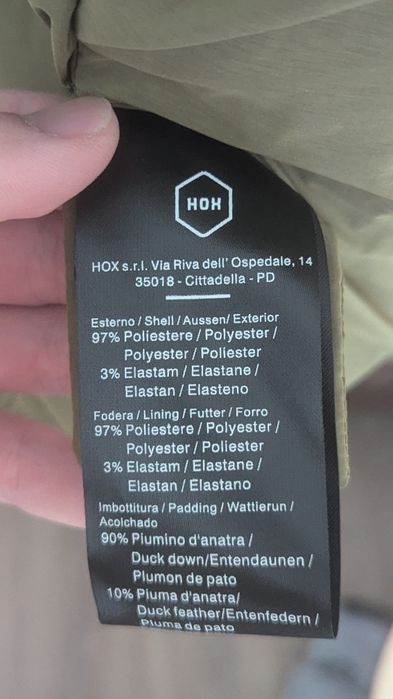 HOX
HOX s.r.l. Via Riva dell' Ospedale, 14
35018 - Cittadella - PD
Esterno / Shell / Aussen/ Exterior
97% Poliestere / Polyester /
Polyester / Poliester
3% Elastam / Elastane /
Elastan / Elasteno
Fodera / Lining / Futter / Forro
97% Poliestere / Polyester /
Polyester / Poliester
3% Elastam / Elastane /
Elastan / Elastano
Imbottitura / Padding / Wattierun /
Acolchado
90% Piumino d'anatra /
Duck down/Entendaunen /
Plumon de pato
10% Piuma d'anatra/
Duck feather/Entenfedern /
Pluma de pato